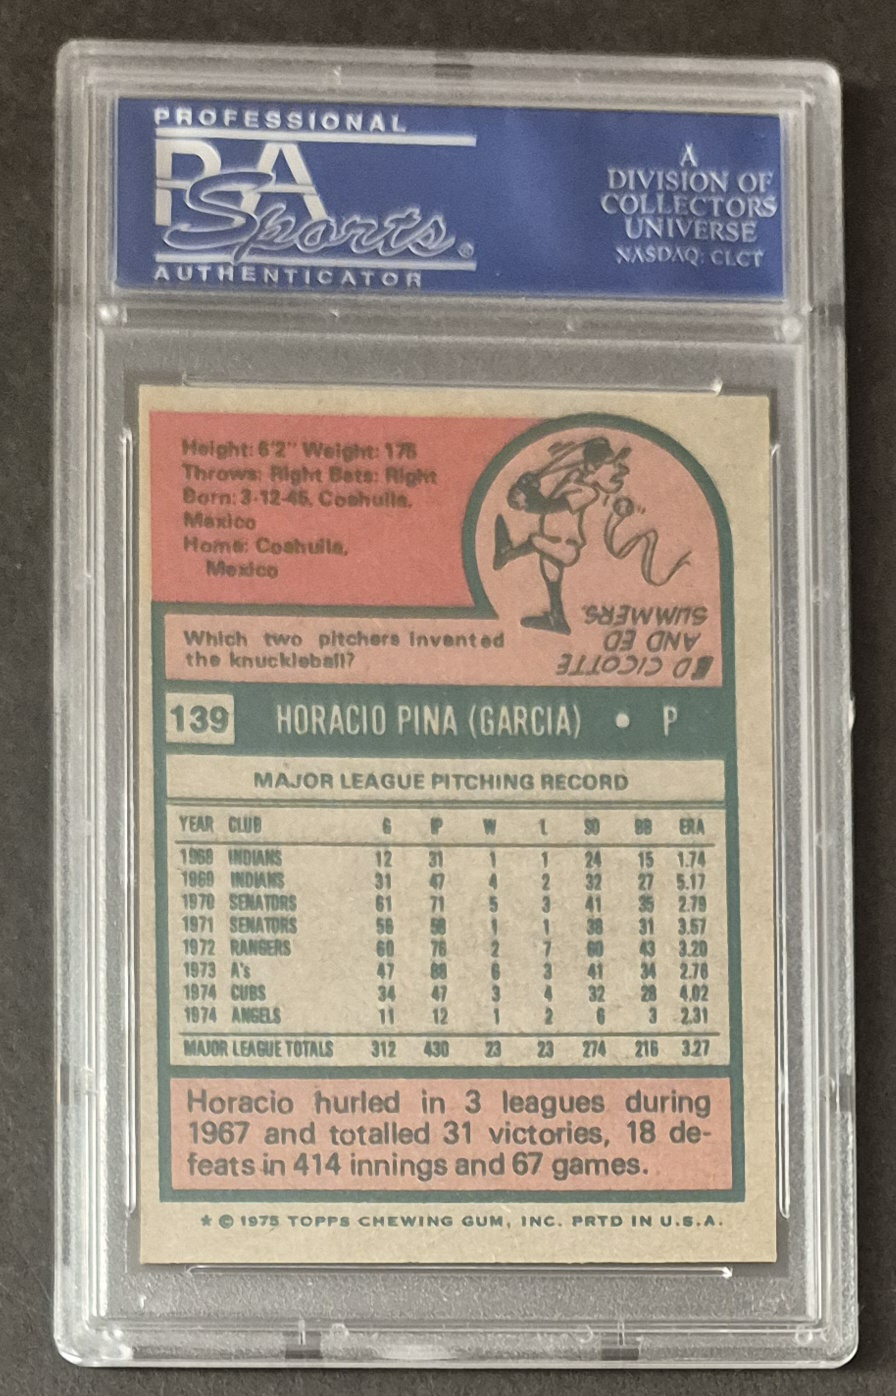 PROFESSIONAL
PSA
Sports®
AUTHENTICATOR
A
DIVISION OF
COLLECTORS
UNIVERSE
NASDAQ: CLCT
Height: 6'2" Weight: 175
Throws: Right Bats: Right
Born: 3-12-45, Coahuila,
Mexico
Home: Coahuila,
Mexico
Which two pitchers invented
the knuckleball?
ED CICOTTE
AND ED
SUMMERS.
139 HORACIO PINA (GARCIA) • P
MAJOR LEAGUE PITCHING RECORD
YEAR CLUB G IP W L SO BB ERA
1968 INDIANS 12 31 1 1 24 15 1.74
1969 INDIANS 31 47 4 2 32 27 5.17
1970 SENATORS 61 71 5 3 41 35 2.79
1971 SENATORS 56 58 1 1 38 31 3.57
1972 RANGERS 60 76 2 7 60 43 3.20
1973 A's 47 88 6 3 41 34 2.76
1974 CUBS 34 47 3 4 32 28 4.02
1974 ANGELS 11 12 1 2 6 3 2.31
MAJOR LEAGUE TOTALS 312 430 23 23 274 216 3.27
Horacio hurled in 3 leagues during
1967 and totalled 31 victories, 18 de-
feats in 414 innings and 67 games.
* © 1975 TOPPS CHEWING GUM, INC. PRTD IN U.S.A.